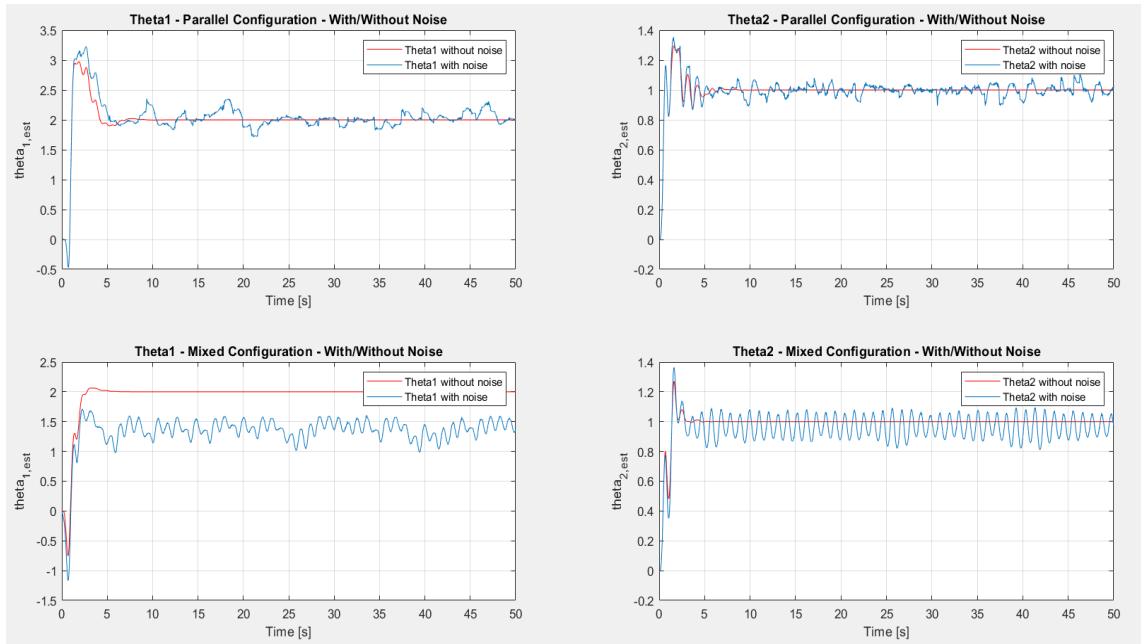 Theta1 - Parallel Configuration - With/Without Noise
3.5
3
2.5
2
1.5
1
0.5
0
-0.5
theta1,est
Theta1 without noise
Theta1 with noise
0 5 10 15 20 25 30 35 40 45 50
Time [s]
Theta2 - Parallel Configuration - With/Without Noise
1.4
1.2
1
0.8
0.6
0.4
0.2
0
-0.2
theta2,est
Theta2 without noise
Theta2 with noise
0 5 10 15 20 25 30 35 40 45 50
Time [s]
Theta1 - Mixed Configuration - With/Without Noise
2.5
2
1.5
1
0.5
0
-0.5
-1
-1.5
theta1,est
Theta1 without noise
Theta1 with noise
0 5 10 15 20 25 30 35 40 45 50
Time [s]
Theta2 - Mixed Configuration - With/Without Noise
1.4
1.2
1
0.8
0.6
0.4
0.2
0
-0.2
theta2,est
Theta2 without noise
Theta2 with noise
0 5 10 15 20 25 30 35 40 45 50
Time [s]